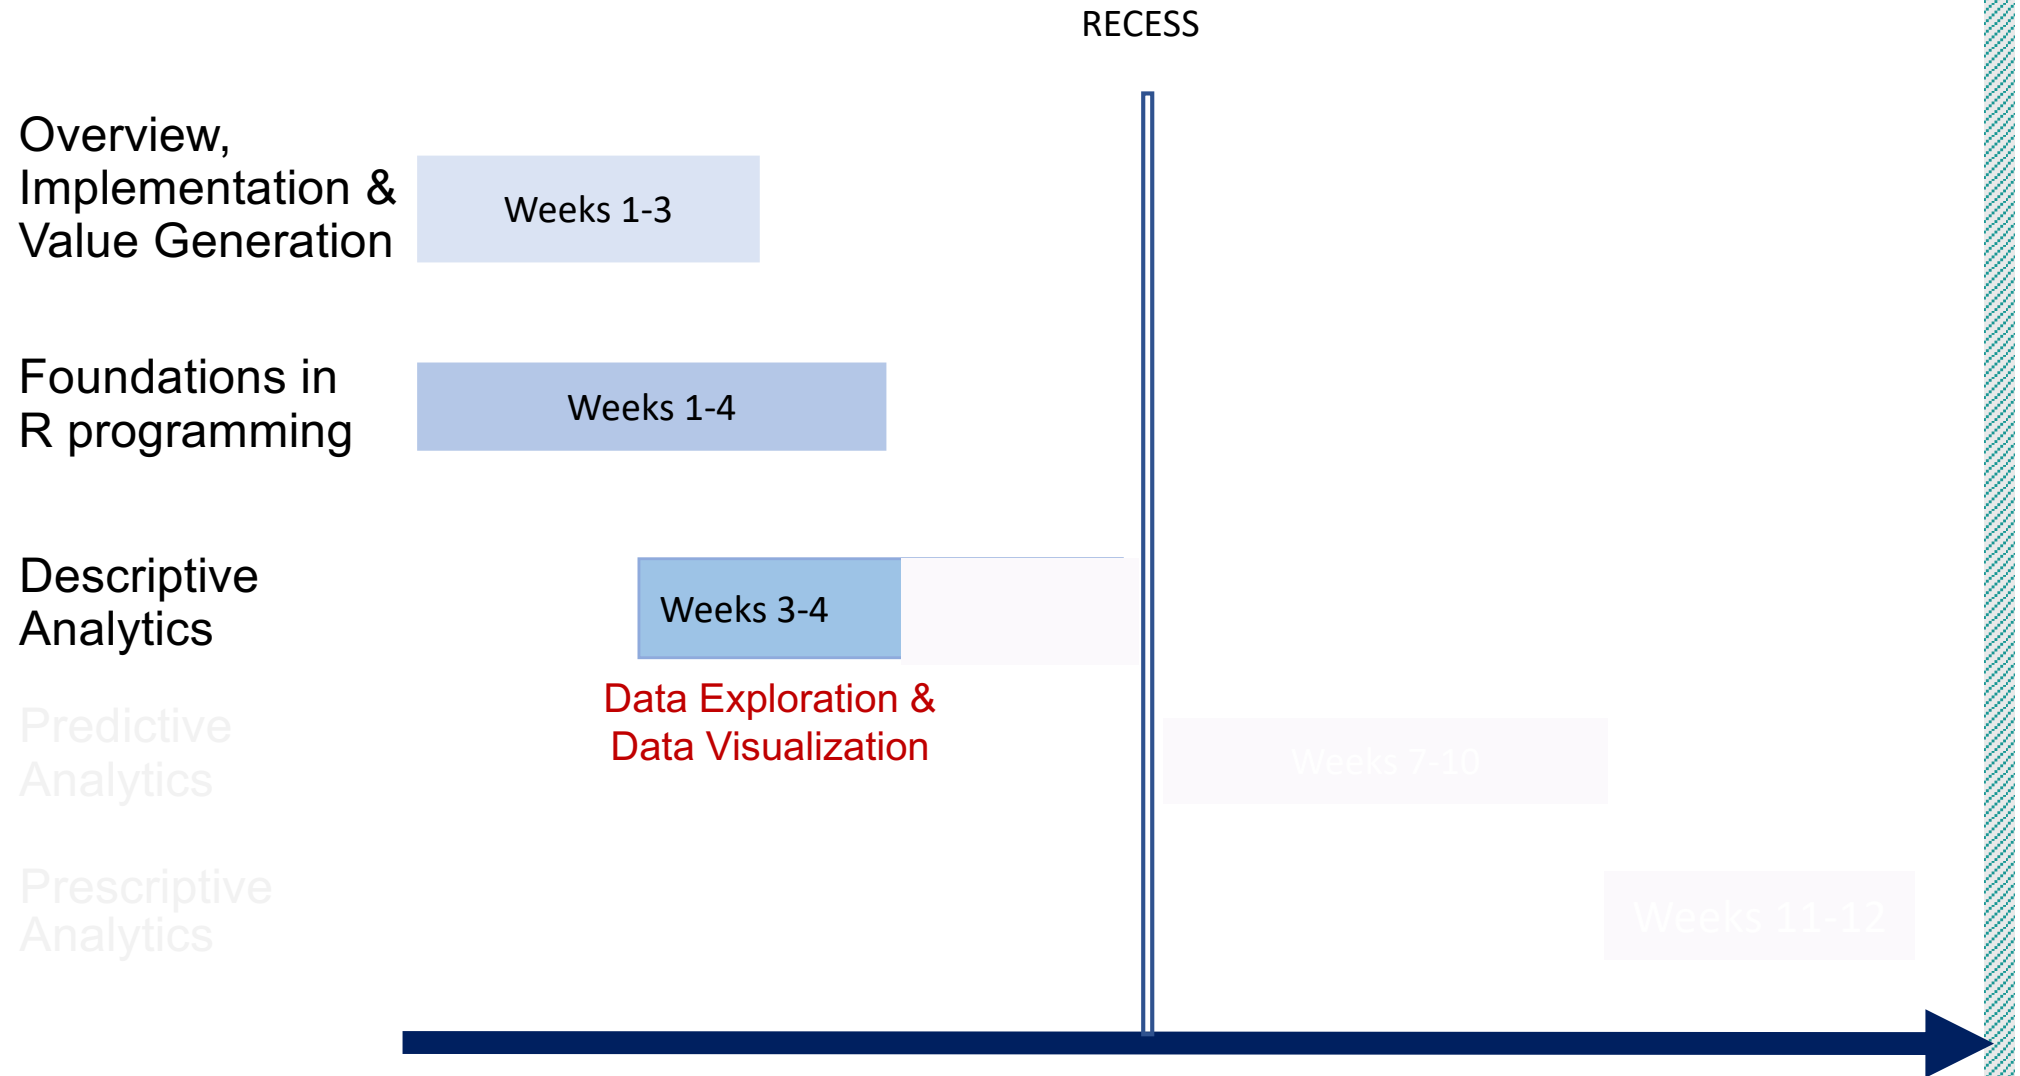 RECESS
Overview,
Implementation &
Value Generation
Weeks 1-3
Foundations in
R programming
Weeks 1-4
Descriptive
Analytics
Weeks 3-4
Data Exploration &
Data Visualization
Predictive
Analytics
Weeks 7-10
Prescriptive
Analytics
Weeks 11-12